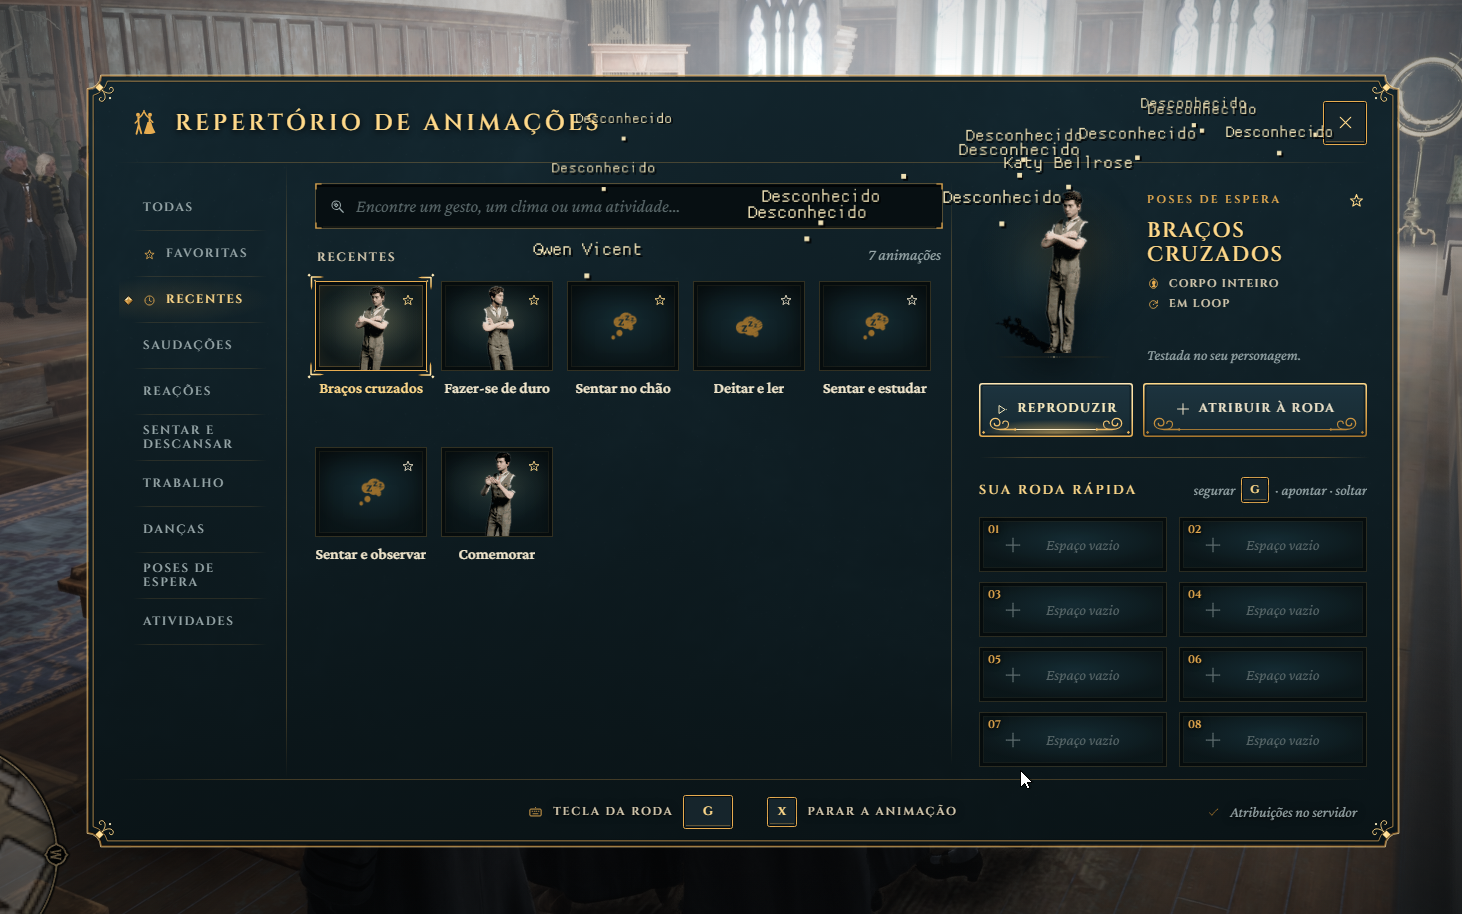 REPERTÓRIO DE ANIMAÇÕES
Desconhecido
Desconhecido
Desconhecido
Desconhecido
Desconhecido
Desconhecido
Desconhecido
Katy Bellrose
Desconhecido
Desconhecido
TODAS
FAVORITAS
RECENTES
SAUDAÇÕES
REAÇÕES
SENTAR E
DESCANSAR
TRABALHO
DANÇAS
POSES DE
ESPERA
ATIVIDADES
Encontre um gesto, um clima ou uma atividade...
Desconhecido
Desconhecido
Qwen Vicent
RECENTES
7 animações
Braços cruzados
Fazer-se de duro
Sentar no chão
Deitar e ler
Sentar e estudar
Sentar e observar
Comemorar
POSES DE ESPERA
BRAÇOS
CRUZADOS
CORPO INTEIRO
EM LOOP
Testada no seu personagem.
REPRODUZIR
ATRIBUIR À RODA
SUA RODA RÁPIDA
segurar G · apontar · soltar
01 Espaço vazio
02 Espaço vazio
03 Espaço vazio
04 Espaço vazio
05 Espaço vazio
06 Espaço vazio
07 Espaço vazio
08 Espaço vazio
TECLA DA RODA G
X PARAR A ANIMAÇÃO
Atribuições no servidor
W